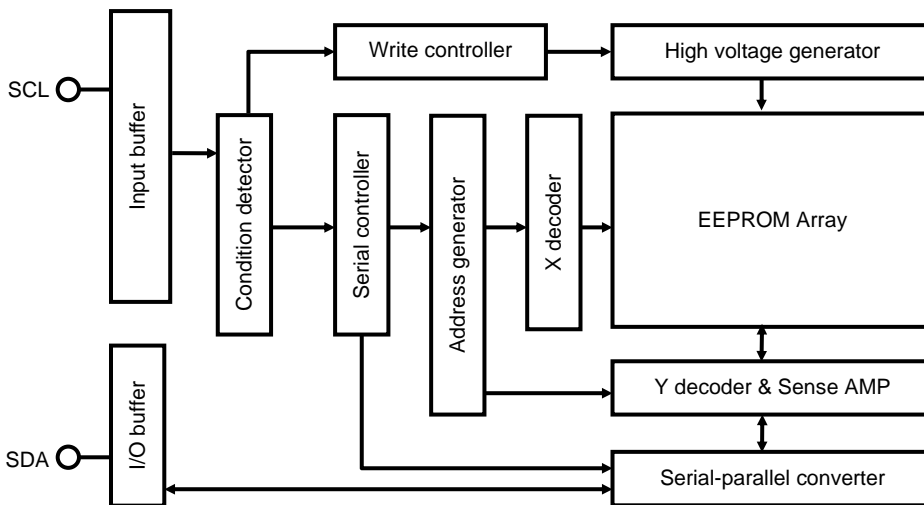 Write controller
High voltage generator
SCL
Input buffer
Condition detector
Serial controller
Address generator
X decoder
EEPROM Array
Y decoder & Sense AMP
SDA
I/O buffer
Serial-parallel converter